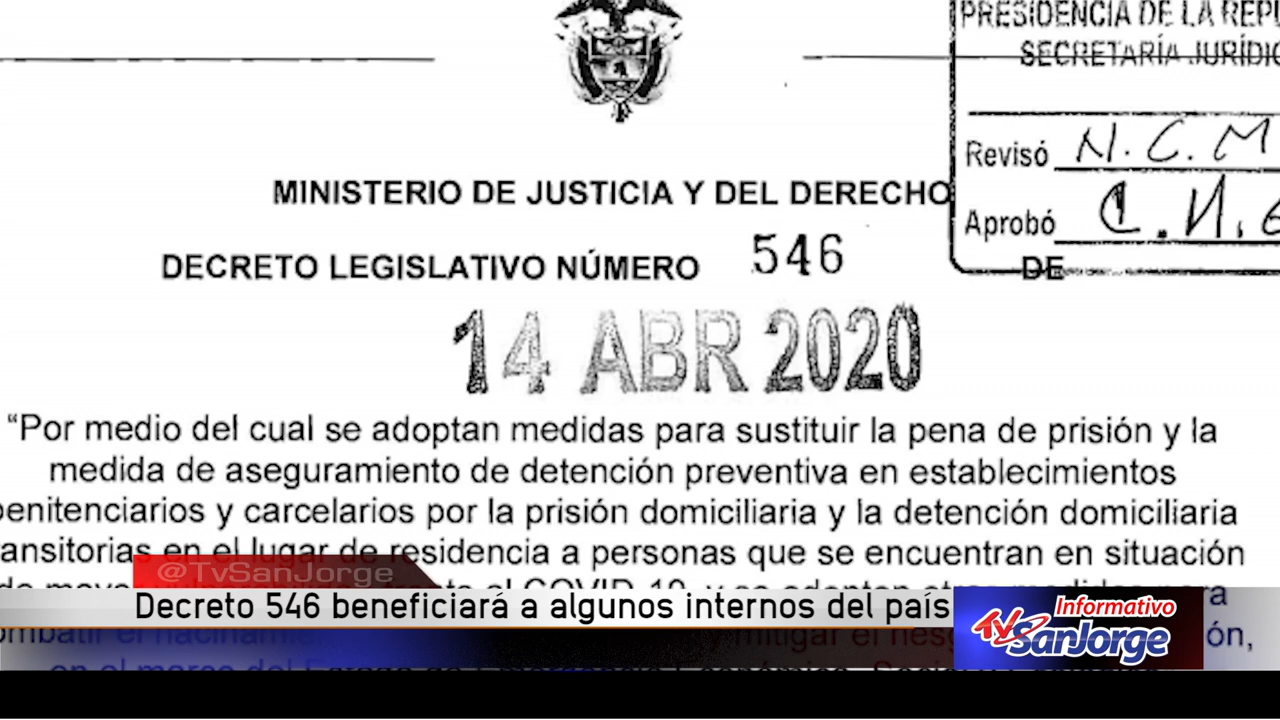 PRESIDENCIA DE LA REPÚ
SECRETARÍA JURÍDIC
Revisó N. C. M
Aprobó C. M.
MINISTERIO DE JUSTICIA Y DEL DERECHO
DECRETO LEGISLATIVO NÚMERO 546 DE
14 ABR 2020
“Por medio del cual se adoptan medidas para sustituir la pena de prisión y la
medida de aseguramiento de detención preventiva en establecimientos
penitenciarios y carcelarios por la prisión domiciliaria y la detención domiciliaria
ansitorias en el lugar de residencia a personas que se encuentran en situación
@TvSanJorge
Decreto 546 beneficiará a algunos internos del país
Informativo
TV SanJorge